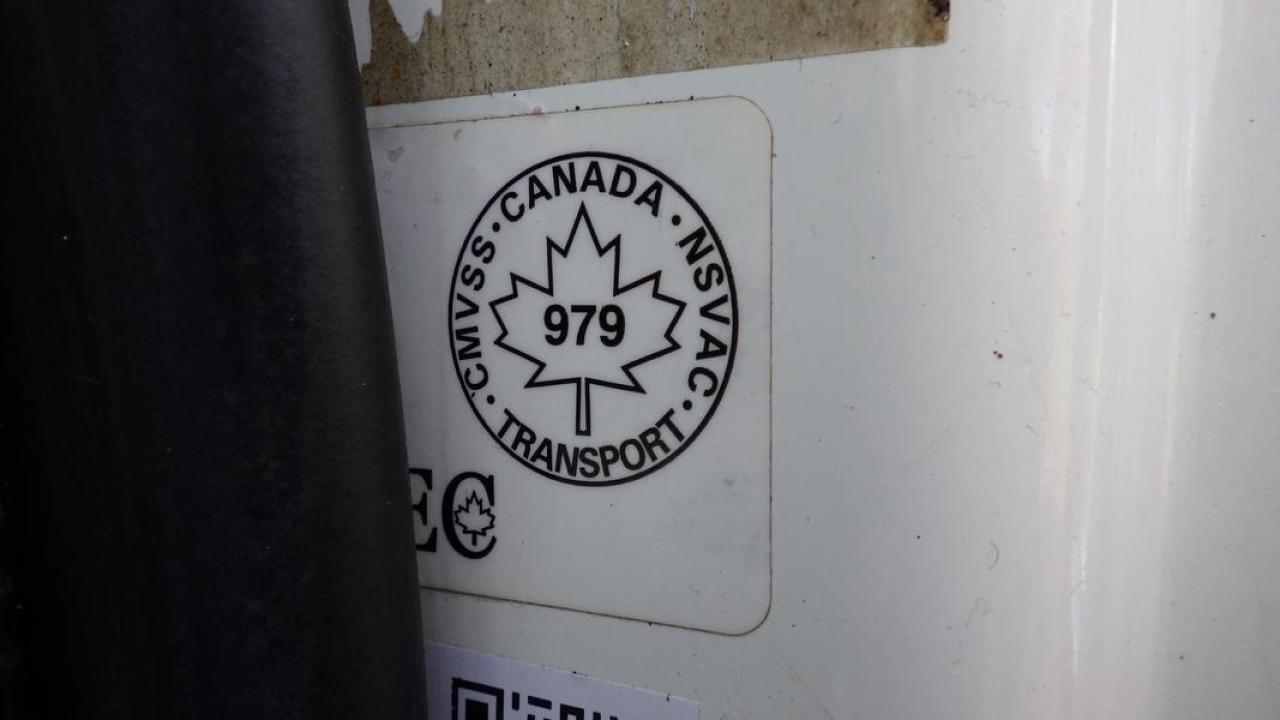 CMVSS · CANADA · NSVAC · TRANSPORT ·
979
EC